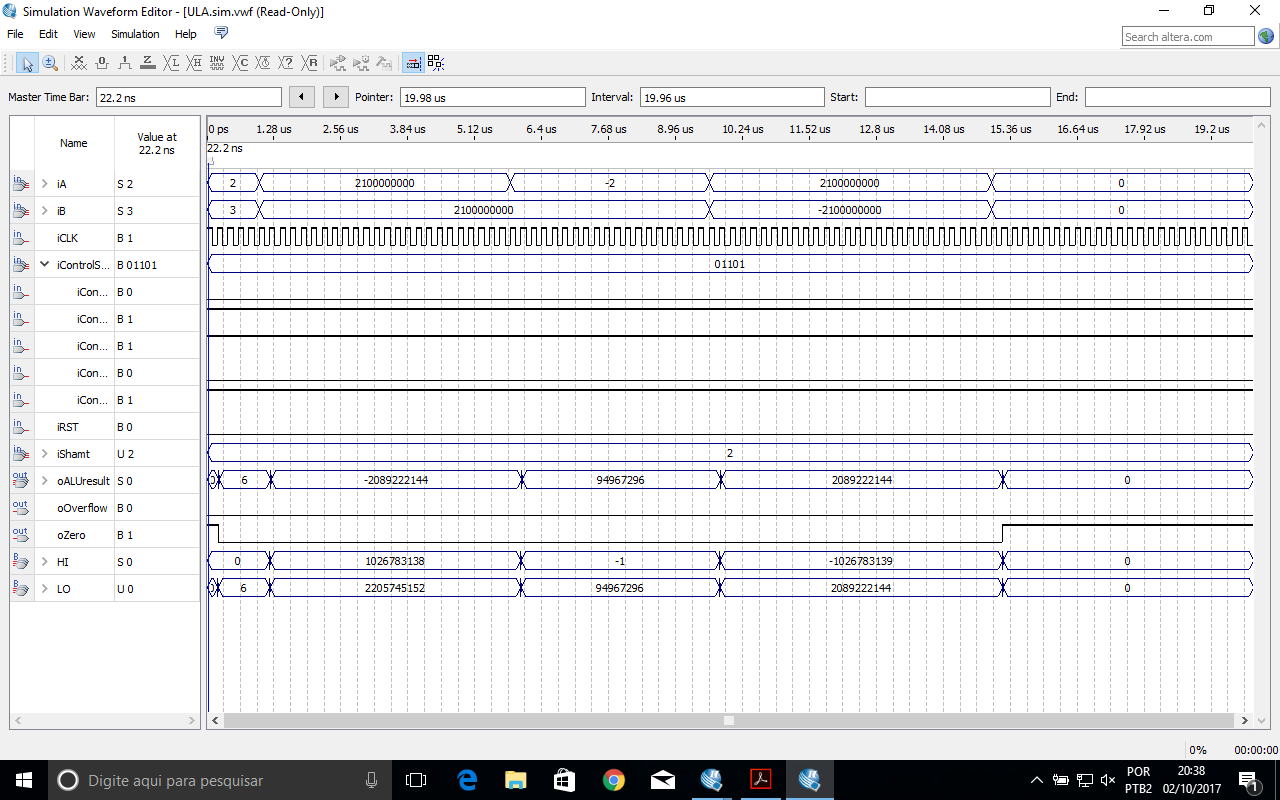 Simulation Waveform Editor - [ULA.sim.vwf (Read-Only)]
File Edit View Simulation Help
Search altera.com
Master Time Bar: 22.2 ns Pointer: 19.98 us Interval: 19.96 us Start: End:
Name Value at 22.2 ns
0 ps 1.28 us 2.56 us 3.84 us 5.12 us 6.4 us 7.68 us 8.96 us 10.24 us 11.52 us 12.8 us 14.08 us 15.36 us 16.64 us 17.92 us 19.2 us
22.2 ns
iA S 2 2 2100000000 -2 2100000000 0
iB S 3 3 2100000000 -2100000000 0
iCLK B 1
iControlS... B 01101 01101
iCon... B 0
iCon... B 1
iCon... B 1
iCon... B 0
iCon... B 1
iRST B 0
iShamt U 2 2
oALUresult S 0 0 6 -2089222144 94967296 2089222144 0
oOverflow B 0
oZero B 1
HI S 0 0 1026783138 -1 -1026783139 0
LO U 0 0 6 2205745152 94967296 2089222144 0
0% 00:00:00
Digite aqui para pesquisar
POR
PTB2
20:38
02/10/2017
1